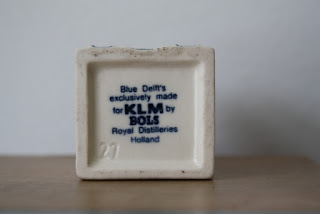 Blue Delft's
exclusively made
for KLM by
BOLS
Royal Distilleries
Holland
27